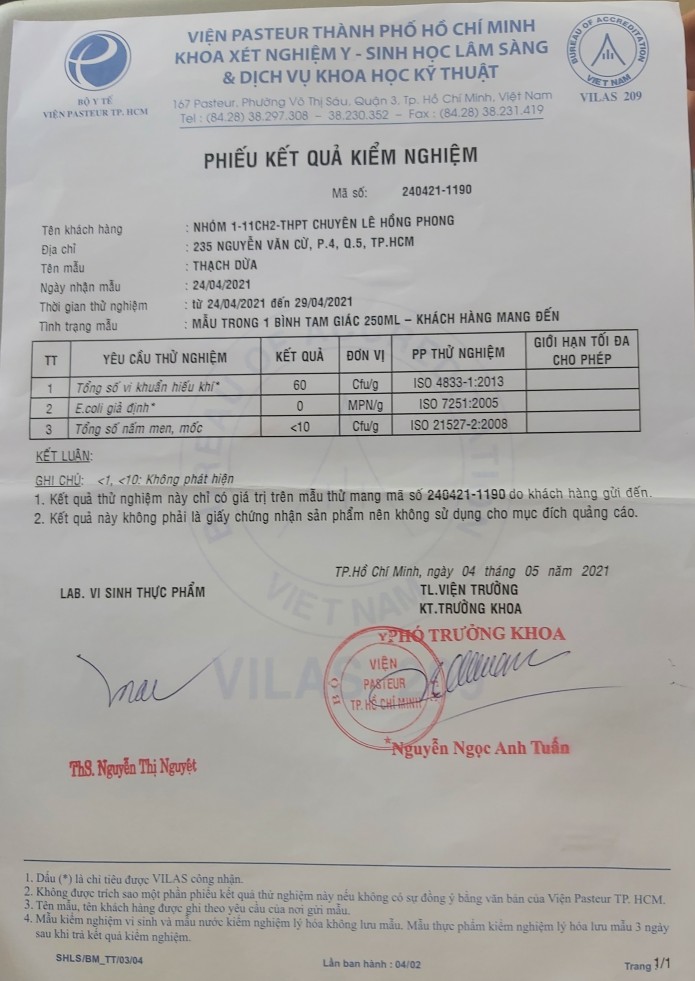 VIỆN PASTEUR THÀNH PHỐ HỒ CHÍ MINH
KHOA XÉT NGHIỆM Y - SINH HỌC LÂM SÀNG
& DỊCH VỤ KHOA HỌC KỸ THUẬT
167 Pasteur, Phường Võ Thị Sáu, Quận 3, Tp. Hồ Chí Minh, Việt Nam
Tel : (84.28) 38.297.308 – 38.230.352 – Fax : (84.28) 38.231.419
BỘ Y TẾ
VIỆN PASTEUR TP. HCM
BUREAU OF ACCREDITATION
VIET NAM
VILAS 209
PHIẾU KẾT QUẢ KIỂM NGHIỆM
Mã số: 240421-1190
Tên khách hàng : NHÓM 1-11CH2-THPT CHUYÊN LÊ HỒNG PHONG
Địa chỉ : 235 NGUYỄN VĂN CỪ, P.4, Q.5, TP.HCM
Tên mẫu : THẠCH DỪA
Ngày nhận mẫu : 24/04/2021
Thời gian thử nghiệm : từ 24/04/2021 đến 29/04/2021
Tình trạng mẫu : MẪU TRONG 1 BÌNH TAM GIÁC 250ML – KHÁCH HÀNG MANG ĐẾN
TT YÊU CẦU THỬ NGHIỆM KẾT QUẢ ĐƠN VỊ PP THỬ NGHIỆM GIỚI HẠN TỐI ĐA CHO PHÉP
1 Tổng số vi khuẩn hiếu khí* 60 Cfu/g ISO 4833-1:2013
2 E.coli giả định* 0 MPN/g ISO 7251:2005
3 Tổng số nấm men, mốc <10 Cfu/g ISO 21527-2:2008
KẾT LUẬN:
GHI CHÚ: <1, <10: Không phát hiện
1. Kết quả thử nghiệm này chỉ có giá trị trên mẫu thử mang mã số 240421-1190 do khách hàng gửi đến.
2. Kết quả này không phải là giấy chứng nhận sản phẩm nên không sử dụng cho mục đích quảng cáo.
TP.Hồ Chí Minh, ngày 04 tháng 05 năm 2021
LAB. VI SINH THỰC PHẨM
TL.VIỆN TRƯỞNG
KT.TRƯỞNG KHOA
PHÓ TRƯỞNG KHOA
VIỆN
PASTEUR
TP. HỒ CHÍ MINH
BUREAU OF ACCREDITATION
VIET NAM
VILAS 209
Nguyễn Ngọc Anh Tuấn
ThS. Nguyễn Thị Nguyệt
1. Dấu (*) là chỉ tiêu được VILAS công nhận.
2. Không được trích sao một phần phiếu kết quả thử nghiệm này nếu không có sự đồng ý bằng văn bản của Viện Pasteur TP. HCM.
3. Tên mẫu, tên khách hàng được ghi theo yêu cầu của nơi gửi mẫu.
4. Mẫu kiểm nghiệm vi sinh và mẫu nước kiểm nghiệm lý hóa không lưu mẫu. Mẫu thực phẩm kiểm nghiệm lý hóa lưu mẫu 3 ngày
sau khi trả kết quả kiểm nghiệm.
SHLS/BM_TT/03/04 Lần ban hành : 04/02 Trang 1/1